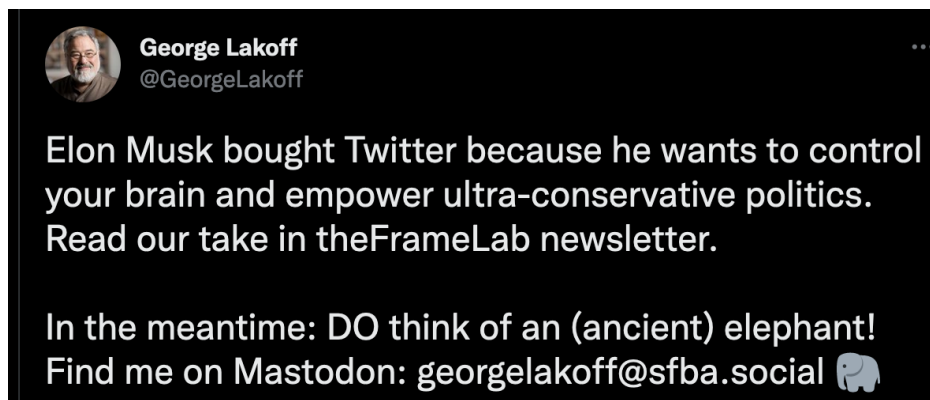 George Lakoff
@GeorgeLakoff
Elon Musk bought Twitter because he wants to control
your brain and empower ultra-conservative politics.
Read our take in theFrameLab newsletter.
In the meantime: DO think of an (ancient) elephant!
Find me on Mastodon: georgelakoff@sfba.social 🐘